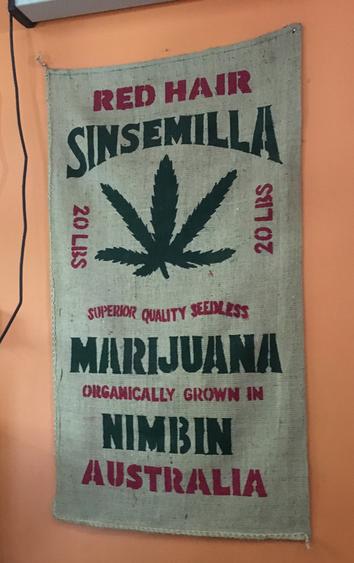 RED HAIR
SINSEMILLA
20 LBS
20 LBS
SUPERIOR QUALITY SEEDLESS
MARIJUANA
ORGANICALLY GROWN IN
NIMBIN
AUSTRALIA